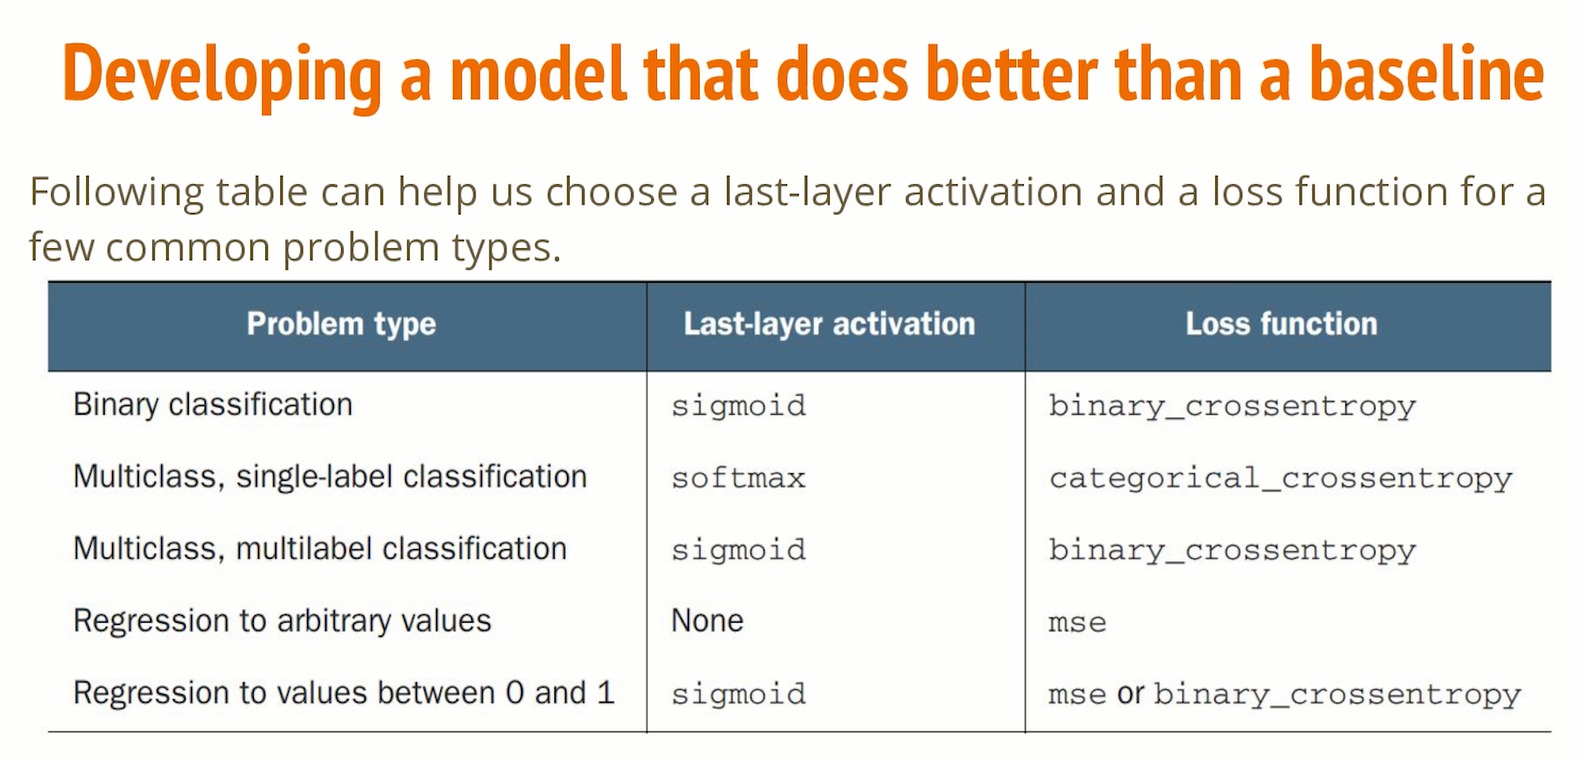 Developing a model that does better than a baseline
Following table can help us choose a last-layer activation and a loss function for a
few common problem types.
Problem type Last-layer activation Loss function
Binary classification sigmoid binary_crossentropy
Multiclass, single-label classification softmax categorical_crossentropy
Multiclass, multilabel classification sigmoid binary_crossentropy
Regression to arbitrary values None mse
Regression to values between 0 and 1 sigmoid mse or binary_crossentropy